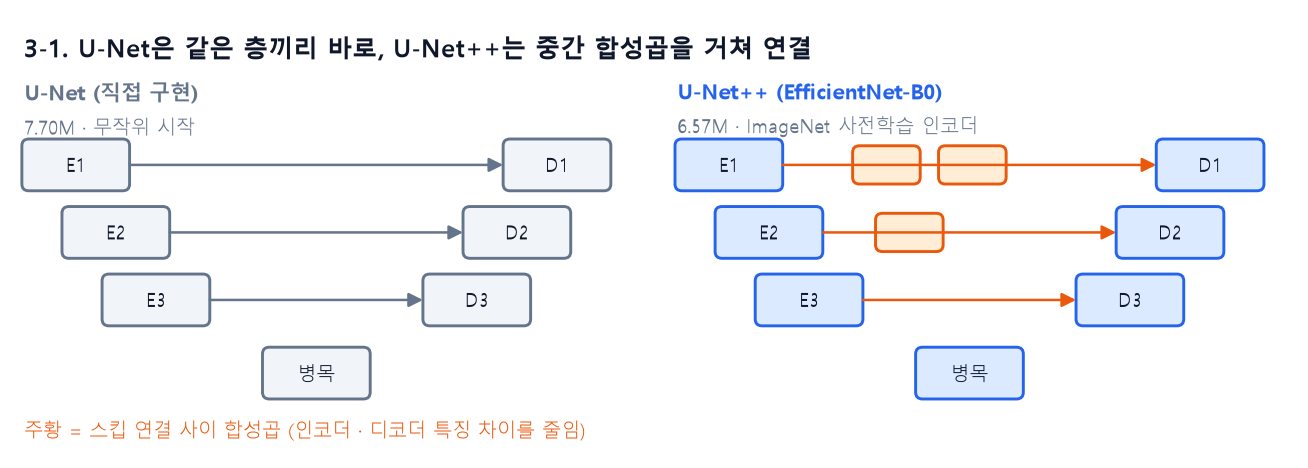 3-1. U-Net은 같은 층끼리 바로, U-Net++는 중간 합성곱을 거쳐 연결
U-Net (직접 구현)
7.70M · 무작위 시작
E1
D1
E2
D2
E3
D3
병목
U-Net++ (EfficientNet-B0)
6.57M · ImageNet 사전학습 인코더
E1
D1
E2
D2
E3
D3
병목
주황 = 스킵 연결 사이 합성곱 (인코더 · 디코더 특징 차이를 줄임)